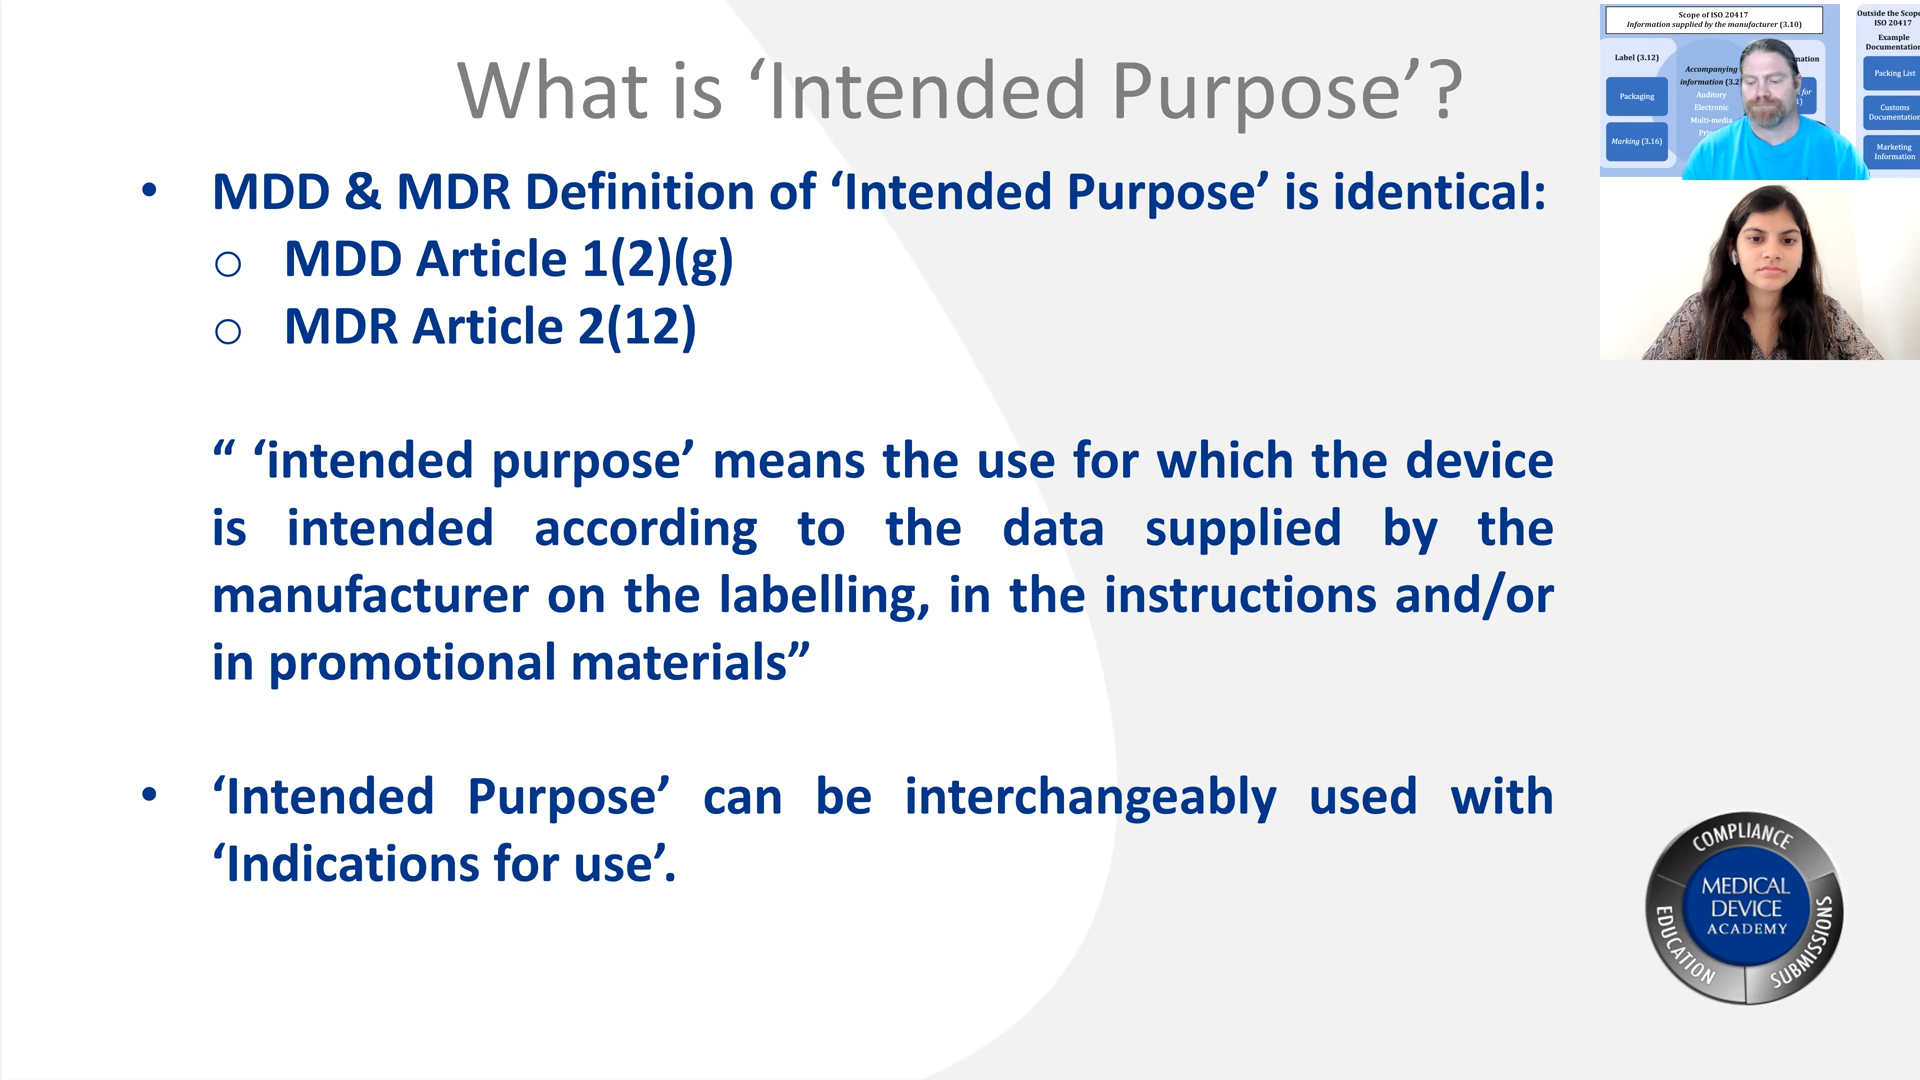 What is ‘Intended Purpose’?
• MDD & MDR Definition of ‘Intended Purpose’ is identical:
o MDD Article 1(2)(g)
o MDR Article 2(12)
“ ‘intended purpose’ means the use for which the device
is intended according to the data supplied by the
manufacturer on the labelling, in the instructions and/or
in promotional materials”
• ‘Intended Purpose’ can be interchangeably used with
‘Indications for use’.
Scope of ISO 20417
Information supplied by the manufacturer (3.10)
Label (3.12)
Packaging
Marking (3.16)
Accompanying
information
Auditory
Electronic
Multi-media
for
Outside the Scope
ISO 20417
Example
Documentation
Packing List
Customs
Documentation
Marketing
Information
COMPLIANCE
EDUCATION
SUBMISSIONS
MEDICAL
DEVICE
ACADEMY